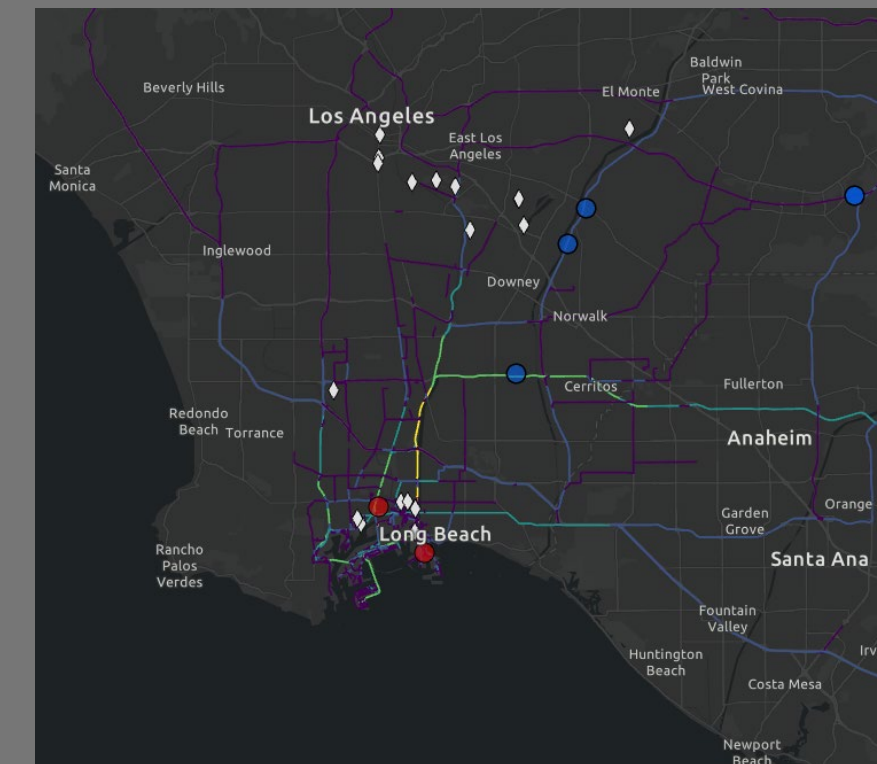 Baldwin
Park
Beverly Hills
El Monte
West Covina
Los Angeles
East Los
Angeles
Santa
Monica
Inglewood
Downey
Norwalk
Cerritos
Fullerton
Redondo
Beach
Torrance
Anaheim
Garden
Grove
Orange
Long Beach
Rancho
Palos
Verdes
Santa Ana
Fountain
Valley
Huntington
Beach
Irv
Costa Mesa
Newport
Beach